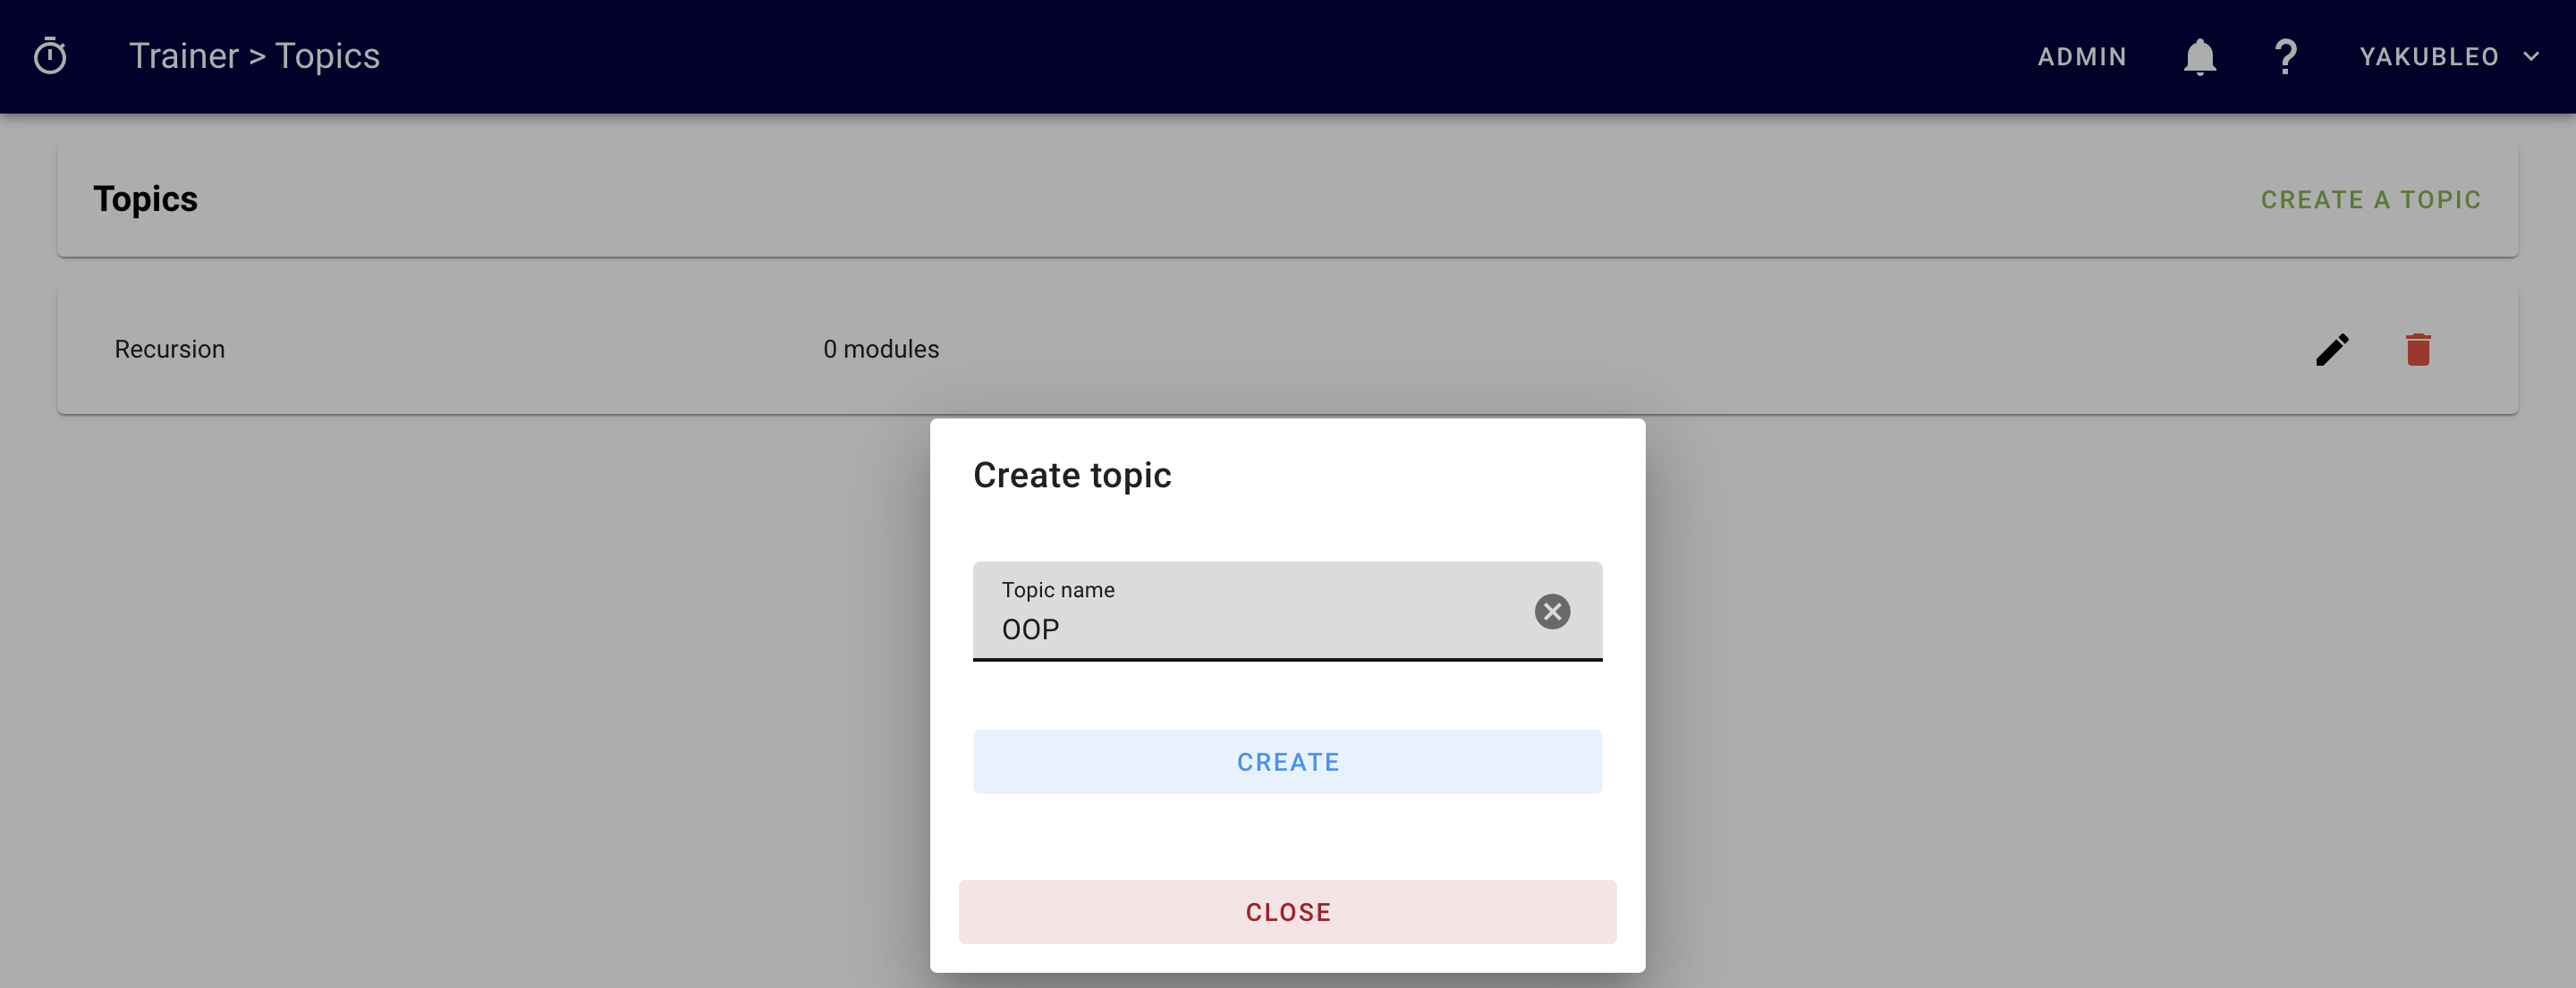 Trainer > Topics
ADMIN
?
YAKUBLEO
Topics
CREATE A TOPIC
Recursion
0 modules
Create topic
Topic name
OOP
CREATE
CLOSE